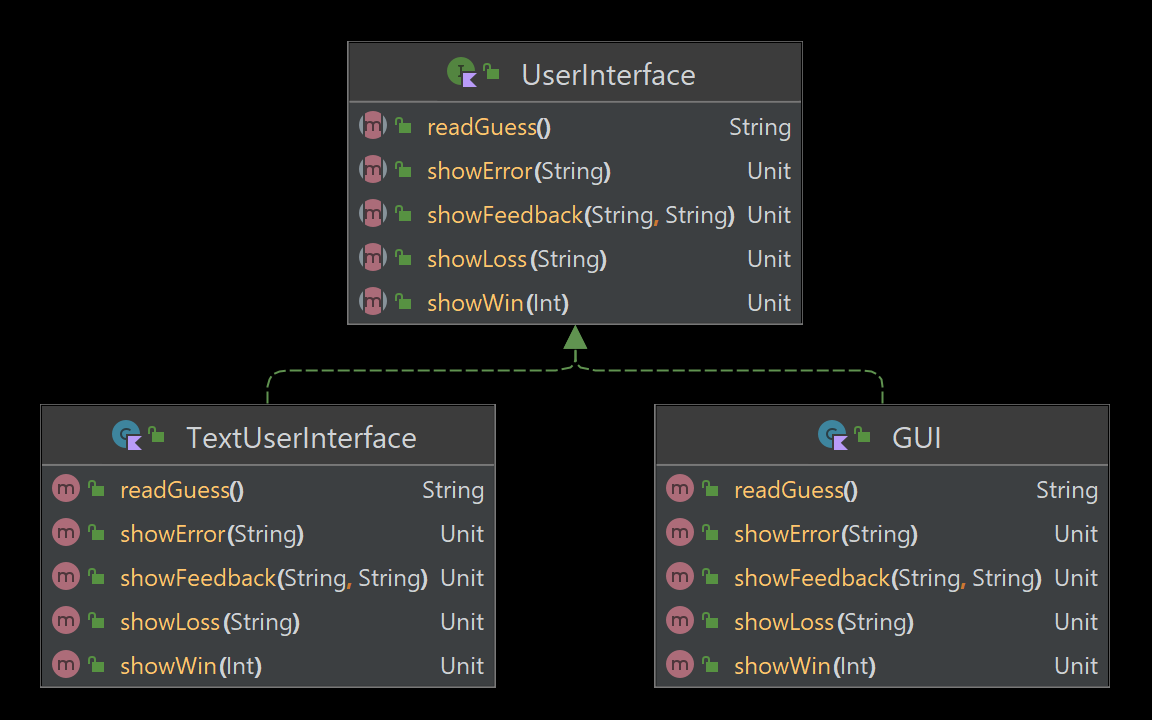 UserInterface
readGuess() String
showError(String) Unit
showFeedback(String, String) Unit
showLoss(String) Unit
showWin(Int) Unit
TextUserInterface
readGuess() String
showError(String) Unit
showFeedback(String, String) Unit
showLoss(String) Unit
showWin(Int) Unit
GUI
readGuess() String
showError(String) Unit
showFeedback(String, String) Unit
showLoss(String) Unit
showWin(Int) Unit